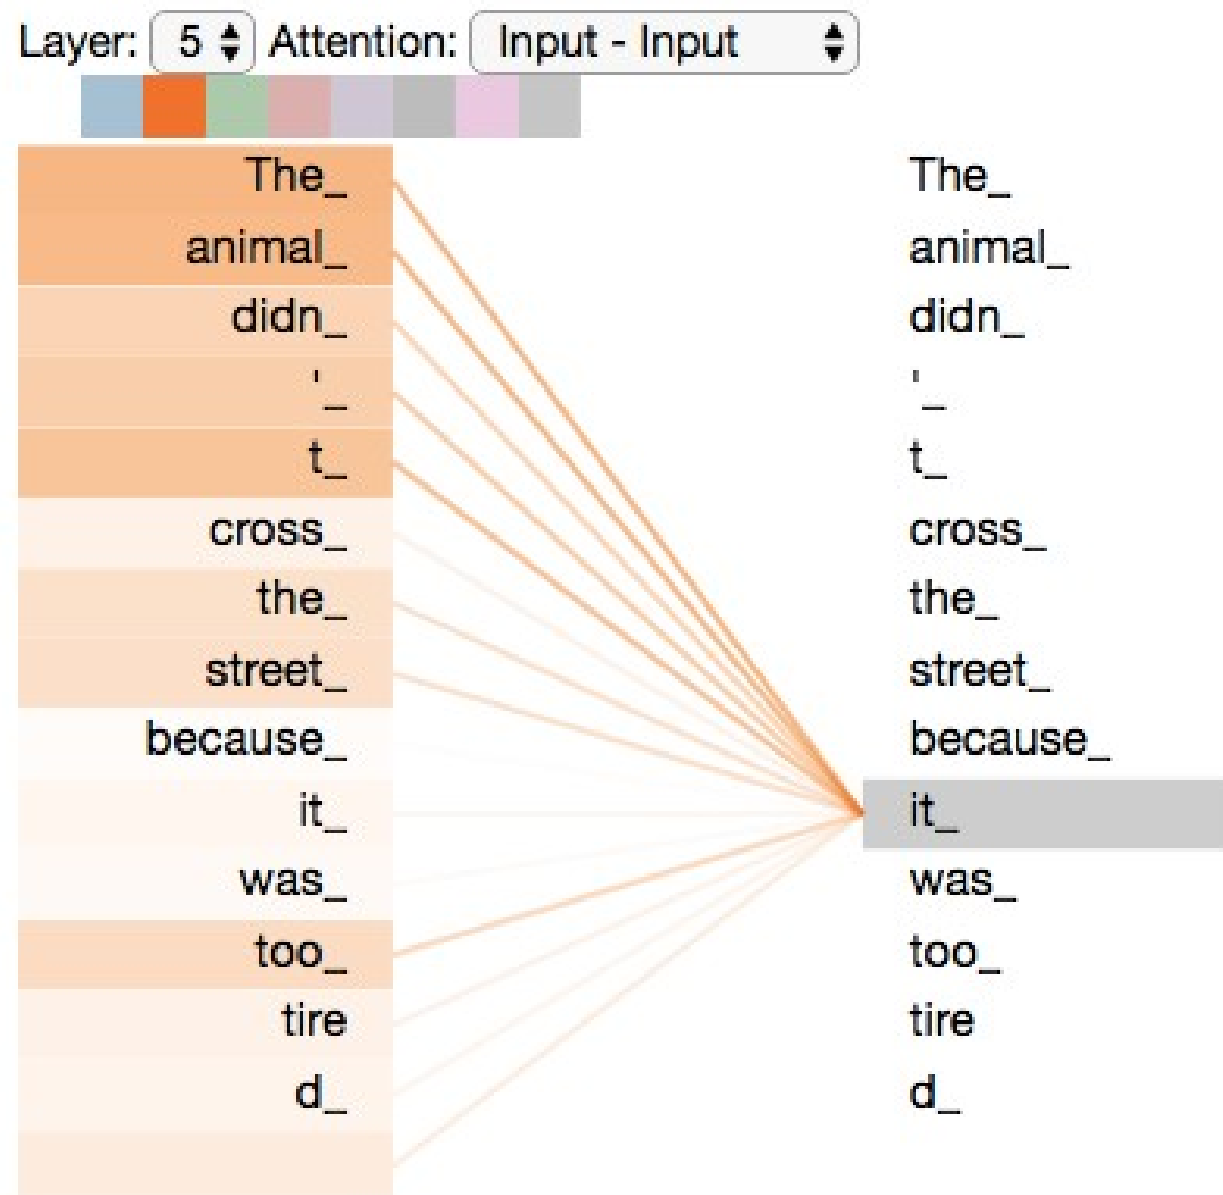 Layer: 5 Attention: Input - Input
The_ The_
animal_ animal_
didn_ didn_
'_ '_
t_ t_
cross_ cross_
the_ the_
street_ street_
because_ because_
it_ it_
was_ was_
too_ too_
tire tire
d_ d_